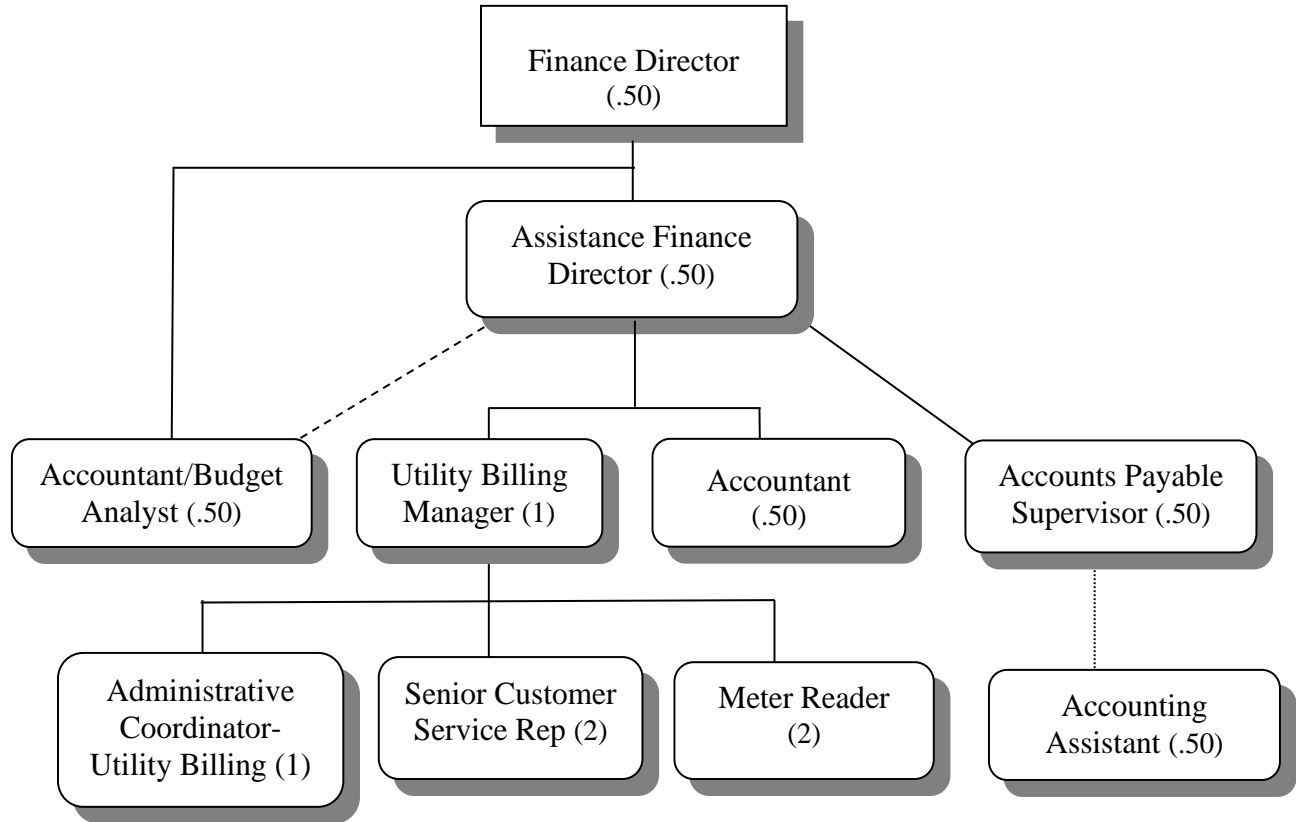 Finance Director
(.50)
Assistance Finance
Director (.50)
Accountant/Budget
Analyst (.50)
Utility Billing
Manager (1)
Accountant
(.50)
Accounts Payable
Supervisor (.50)
Administrative
Coordinator-
Utility Billing (1)
Senior Customer
Service Rep (2)
Meter Reader
(2)
Accounting
Assistant (.50)